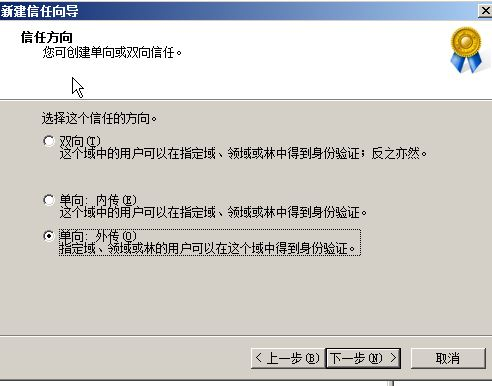 新建信任向导
信任方向
您可创建单向或双向信任。
选择这个信任的方向。
双向(T)
这个域中的用户可以在指定域、领域或林中得到身份验证；反之亦然。
单向: 内传(E)
这个域中的用户可以在指定域、领域或林中得到身份验证。
单向: 外传(O)
指定域、领域或林的用户可以在这个域中得到身份验证。
< 上一步(B) 下一步(N) > 取消